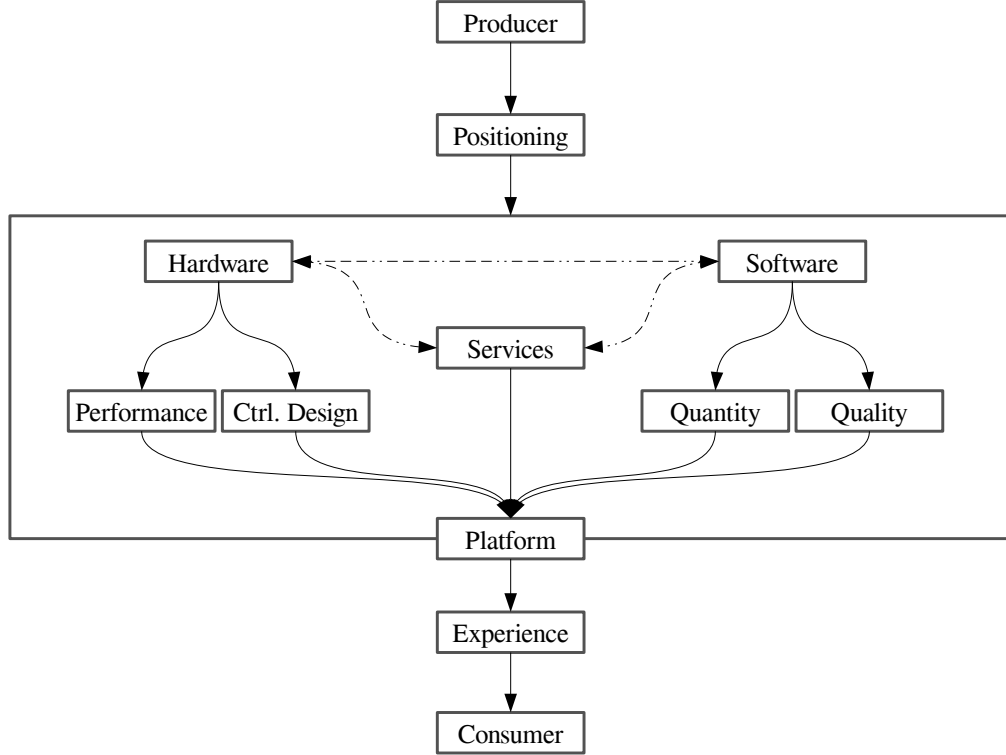 Producer
Positioning
Hardware
Software
Services
Performance
Ctrl. Design
Quantity
Quality
Platform
Experience
Consumer